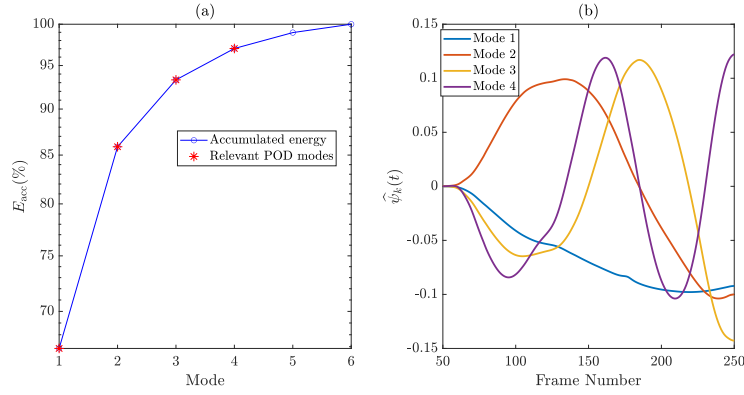 (a)
100
95
90
85
80
75
70
E_acc(%)
1 2 3 4 5 6
Mode
Accumulated energy
Relevant POD modes
(b)
0.15
0.1
0.05
0
-0.05
-0.1
-0.15
ψ̂_k(t)
50 100 150 200 250
Frame Number
Mode 1
Mode 2
Mode 3
Mode 4